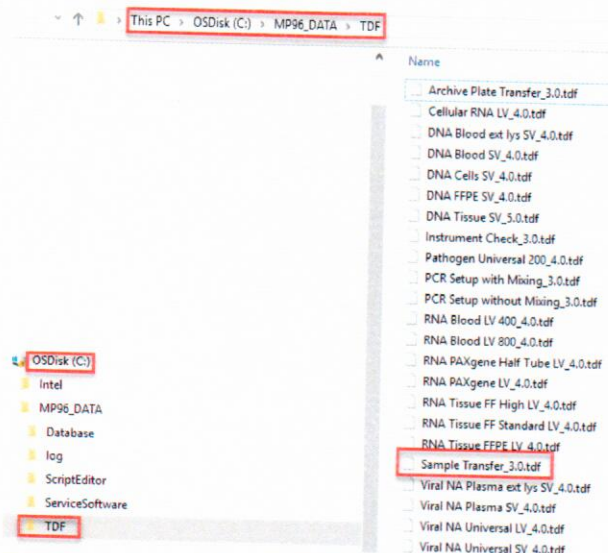 This PC > OSDisk (C:) > MP96_DATA > TDF
Name
Archive Plate Transfer_3.0.tdf
Cellular RNA LV_4.0.tdf
DNA Blood ext lys SV_4.0.tdf
DNA Blood SV_4.0.tdf
DNA Cells SV_4.0.tdf
DNA FFPE SV_4.0.tdf
DNA Tissue SV_5.0.tdf
Instrument Check_3.0.tdf
Pathogen Universal 200_4.0.tdf
PCR Setup with Mixing_3.0.tdf
PCR Setup without Mixing_3.0.tdf
RNA Blood LV 400_4.0.tdf
RNA Blood LV 800_4.0.tdf
RNA PAXgene Half Tube LV_4.0.tdf
RNA PAXgene LV_4.0.tdf
RNA Tissue FF High LV_4.0.tdf
RNA Tissue FF Standard LV_4.0.tdf
RNA Tissue FFPE LV_4.0.tdf
Sample Transfer_3.0.tdf
Viral NA Plasma ext lys SV_4.0.tdf
Viral NA Plasma SV_4.0.tdf
Viral NA Universal LV_4.0.tdf
Viral NA Universal SV_4.0.tdf
OSDisk (C:)
Intel
MP96_DATA
Database
log
ScriptEditor
ServiceSoftware
TDF